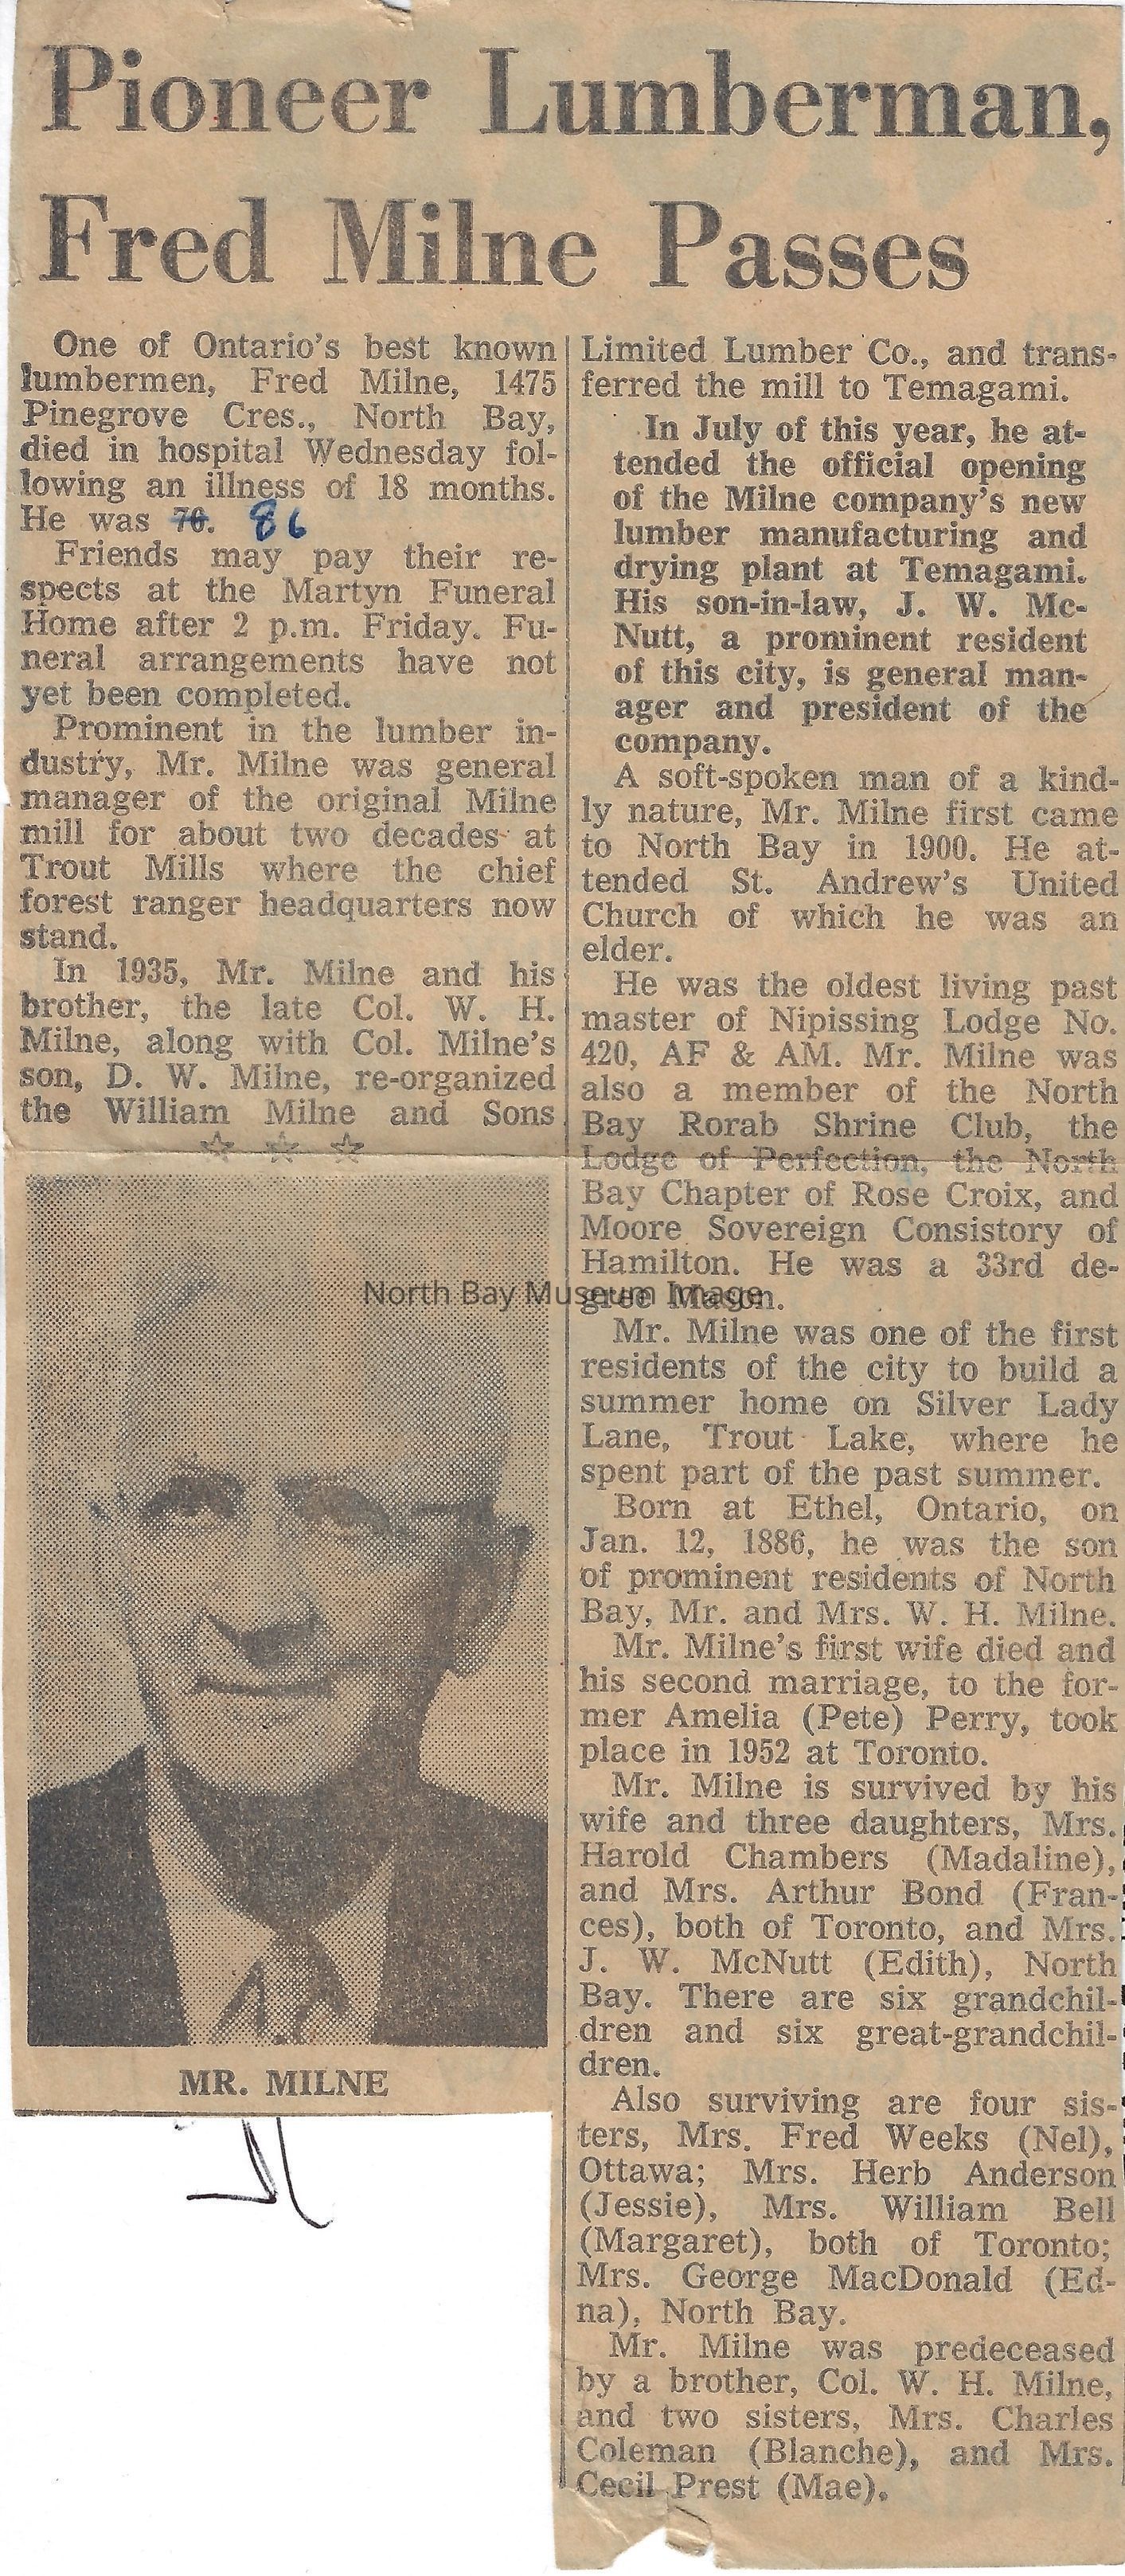 Pioneer Lumberman,
Fred Milne Passes
One of Ontario's best known
lumbermen, Fred Milne, 1475
Pinegrove Cres., North Bay,
died in hospital Wednesday fol-
lowing an illness of 18 months.
He was 76. 86
Friends may pay their re-
spects at the Martyn Funeral
Home after 2 p.m. Friday. Fu-
neral arrangements have not
yet been completed.
Prominent in the lumber in-
dustry, Mr. Milne was general
manager of the original Milne
mill for about two decades at
Trout Mills where the chief
forest ranger headquarters now
stand.
In 1935, Mr. Milne and his
brother, the late Col. W. H.
Milne, along with Col. Milne's
son, D. W. Milne, re-organized
the William Milne and Sons
MR. MILNE
Limited Lumber Co., and trans-
ferred the mill to Temagami.
In July of this year, he at-
tended the official opening
of the Milne company's new
lumber manufacturing and
drying plant at Temagami.
His son-in-law, J. W. Mc-
Nutt, a prominent resident
of this city, is general man-
ager and president of the
company.
A soft-spoken man of a kind-
ly nature, Mr. Milne first came
to North Bay in 1900. He at-
tended St. Andrew's United
Church of which he was an
elder.
He was the oldest living past
master of Nipissing Lodge No.
420, AF & AM. Mr. Milne was
also a member of the North
Bay Rorab Shrine Club, the
Lodge of Perfection, the North
Bay Chapter of Rose Croix, and
Moore Sovereign Consistory of
Hamilton. He was a 33rd de-
gree Mason.
North Bay Museum Image
Mr. Milne was one of the first
residents of the city to build a
summer home on Silver Lady
Lane, Trout Lake, where he
spent part of the past summer.
Born at Ethel, Ontario, on
Jan. 12, 1886, he was the son
of prominent residents of North
Bay, Mr. and Mrs. W. H. Milne.
Mr. Milne's first wife died and
his second marriage, to the for-
mer Amelia (Pete) Perry, took
place in 1952 at Toronto.
Mr. Milne is survived by his
wife and three daughters, Mrs.
Harold Chambers (Madaline),
and Mrs. Arthur Bond (Fran-
ces), both of Toronto, and Mrs.
J. W. McNutt (Edith), North
Bay. There are six grandchil-
dren and six great-grandchil-
dren.
Also surviving are four sis-
ters, Mrs. Fred Weeks (Nel),
Ottawa; Mrs. Herb Anderson
(Jessie), Mrs. William Bell
(Margaret), both of Toronto;
Mrs. George MacDonald (Ed-
na), North Bay.
Mr. Milne was predeceased
by a brother, Col. W. H. Milne,
and two sisters, Mrs. Charles
Coleman (Blanche), and Mrs.
Cecil Prest (Mae).